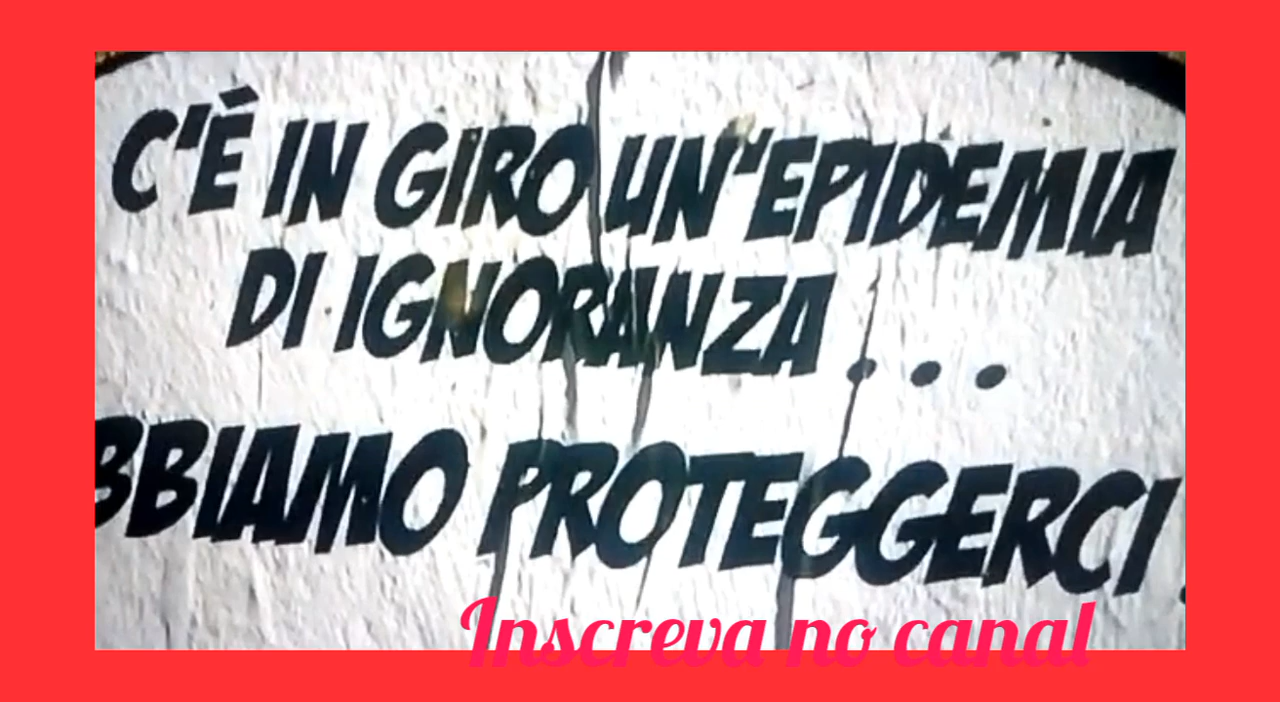 C'É IN GIRO UN'EPIDEMIA
DI IGNORANZA...
BBIAMO PROTEGGERCI.
Inscreva no canal